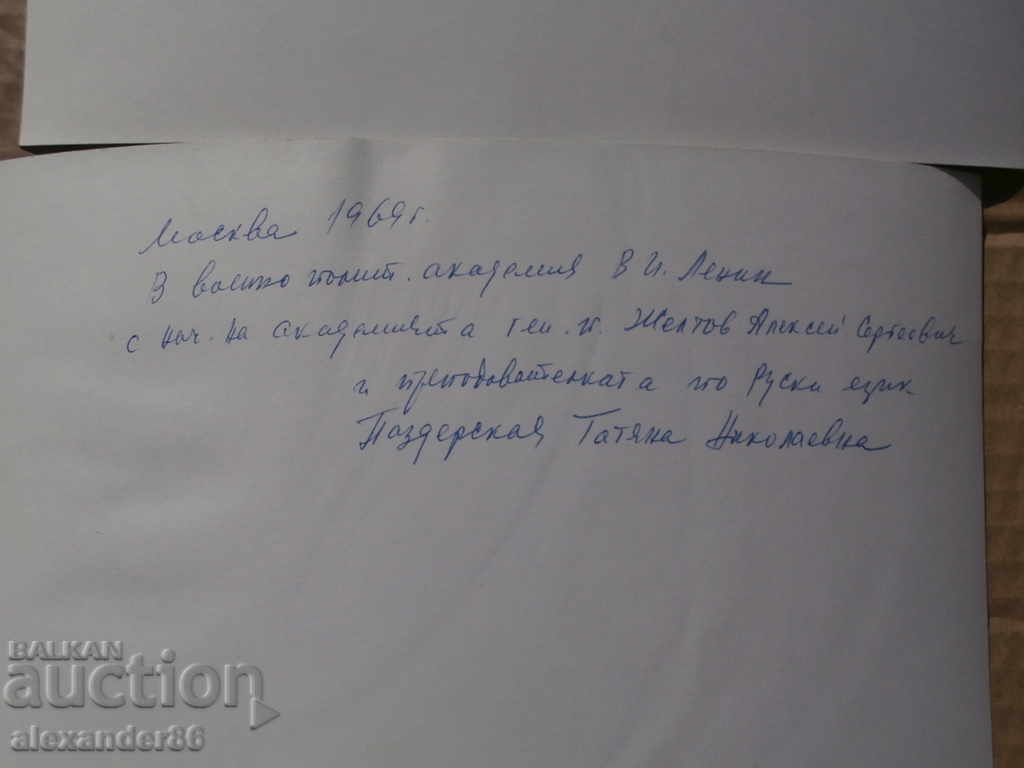 Москва 1969г.
В военно полит. академия В И. Ленин
с нач. на академията ген. п. Желтов Алексей Сергеевич
и преподавателката по Руски език
Паздерская Татяна Николаевна
BALKAN
auction
alexander86